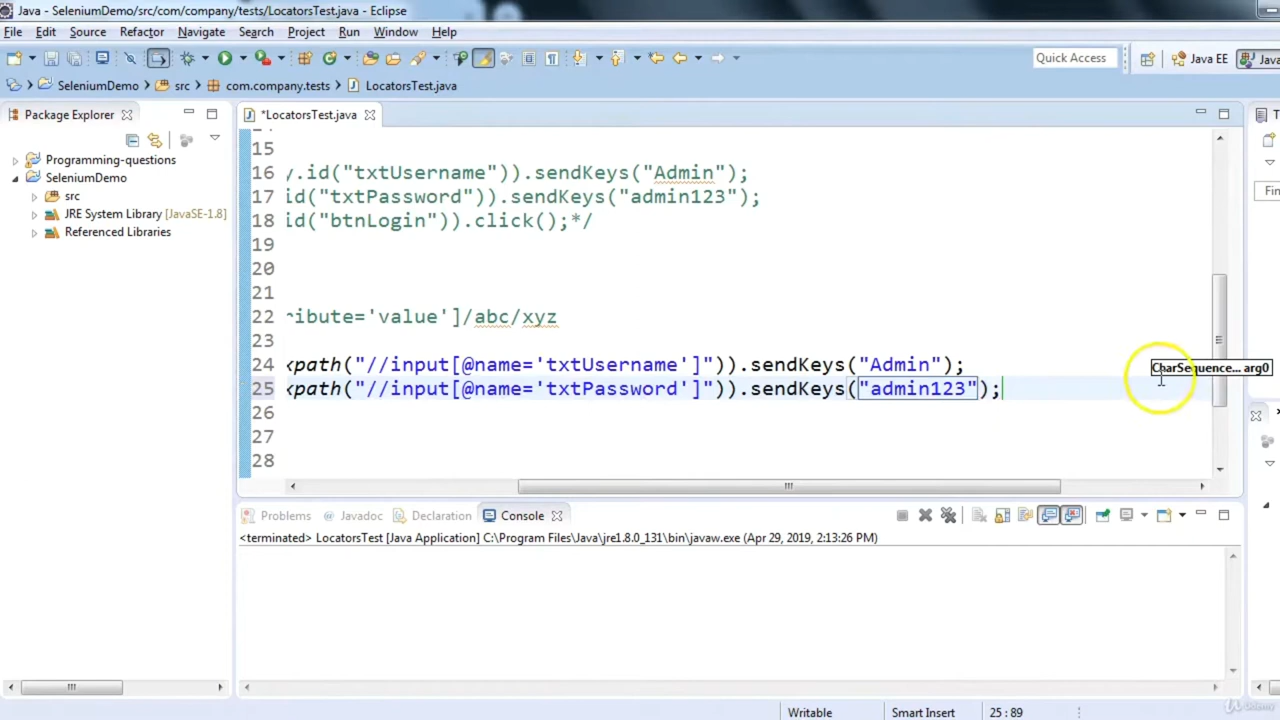 Java - SeleniumDemo/src/com/company/tests/LocatorsTest.java - Eclipse
File Edit Source Refactor Navigate Search Project Run Window Help
Quick Access
Java EE
Java
SeleniumDemo src com.company.tests LocatorsTest.java
Package Explorer
*LocatorsTest.java
Programming-questions
SeleniumDemo
src
JRE System Library [JavaSE-1.8]
Referenced Libraries
15
16 y.id("txtUsername")).sendKeys("Admin");
17 id("txtPassword")).sendKeys("admin123");
18 id("btnLogin")).click();*/
19
20
21
22 ribute='value']/abc/xyz
23
24 xpath("//input[@name='txtUsername']")).sendKeys("Admin");
25 xpath("//input[@name='txtPassword']")).sendKeys("admin123");
26
27
28
CharSequence... arg0
Fin
Problems @ Javadoc Declaration Console
<terminated> LocatorsTest [Java Application] C:\Program Files\Java\jre1.8.0_131\bin\javaw.exe (Apr 29, 2019, 2:13:26 PM)
Writable Smart Insert 25 : 89
Udemy